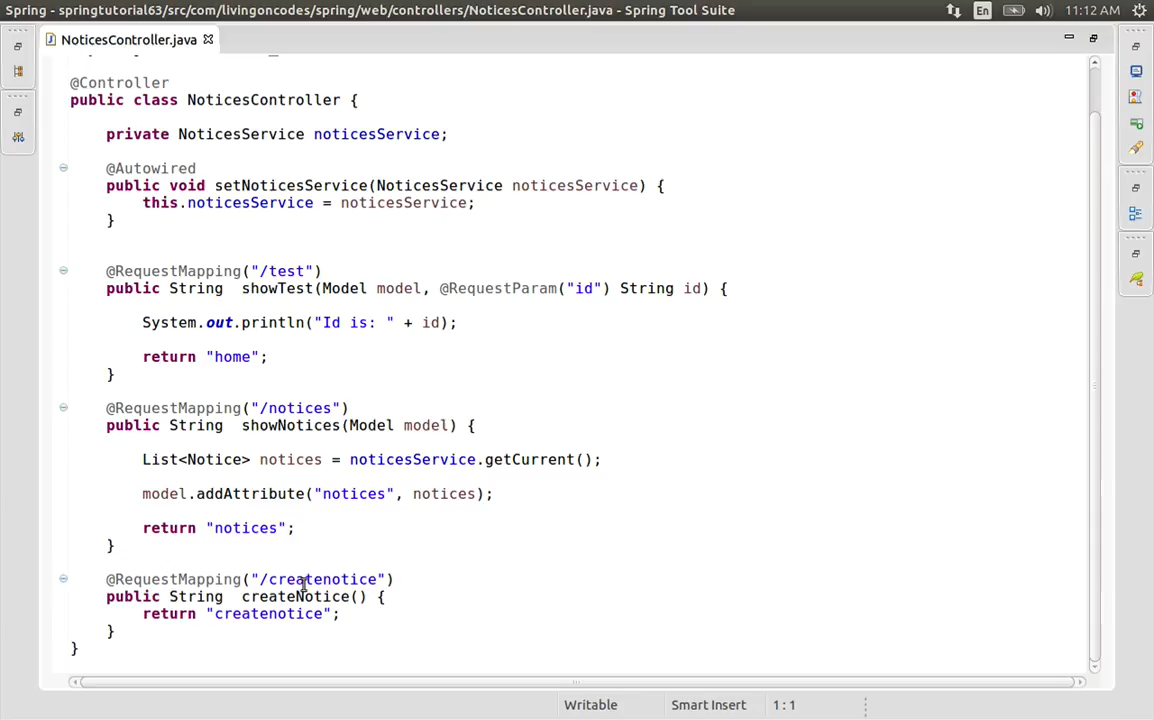 Spring - springtutorial63/src/com/livingoncodes/spring/web/controllers/NoticesController.java - Spring Tool Suite
En
11:12 AM
NoticesController.java
@Controller
public class NoticesController {
private NoticesService noticesService;
@Autowired
public void setNoticesService(NoticesService noticesService) {
this.noticesService = noticesService;
}
@RequestMapping("/test")
public String showTest(Model model, @RequestParam("id") String id) {
System.out.println("Id is: " + id);
return "home";
}
@RequestMapping("/notices")
public String showNotices(Model model) {
List<Notice> notices = noticesService.getCurrent();
model.addAttribute("notices", notices);
return "notices";
}
@RequestMapping("/createnotice")
public String createNotice() {
return "createnotice";
}
}
Writable
Smart Insert
1 : 1